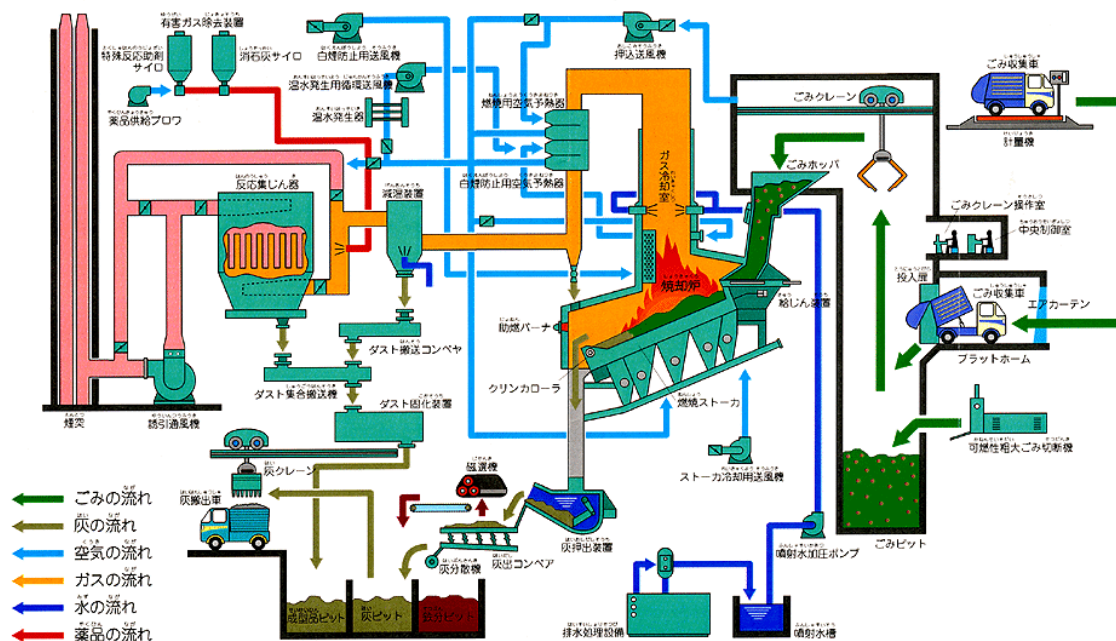 有害ガス除去装置
特殊反応助剤
サイロ
消石灰サイロ
薬品供給ブロワ
白煙防止用送風機
温水発生用循環送風機
温水発生器
燃焼用空気予熱器
白煙防止用空気予熱器
押込送風機
ごみクレーン
ごみ収集車
計量機
ごみホッパ
ガス冷却室
反応集じん器
減温装置
ごみクレーン操作室
中央制御室
投入扉
ごみ収集車
エアカーテン
プラットホーム
焼却炉
給じん装置
助燃バーナ
ダスト搬送コンベヤ
クリンカローラ
燃焼ストーカ
ダスト集合搬送機
ダスト固化装置
煙突
誘引通風機
可燃性粗大ごみ切断機
ストーカ冷却用送風機
灰クレーン
磁選機
灰搬出車
灰押出装置
灰出コンベア
灰分散機
噴射水加圧ポンプ
ごみピット
成型品ピット
灰ピット
鉄分ピット
排水処理設備
噴射水槽
ごみの流れ
灰の流れ
空気の流れ
ガスの流れ
水の流れ
薬品の流れ